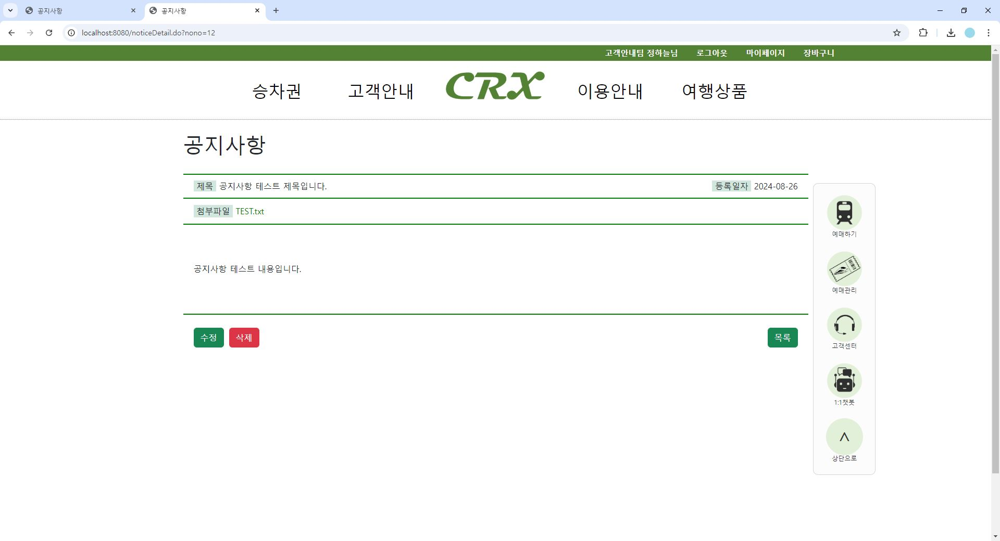 공지사항
공지사항
localhost:8080/noticeDetail.do?nono=12
고객안내팀 정하늘님 로그아웃 마이페이지 장바구니
승차권 고객안내 CRX 이용안내 여행상품
공지사항
제목 공지사항 테스트 제목입니다. 등록일자 2024-08-26
첨부파일 TEST.txt
공지사항 테스트 내용입니다.
수정 삭제 목록
예매하기
예매관리
고객센터
1:1챗봇
^
상단으로